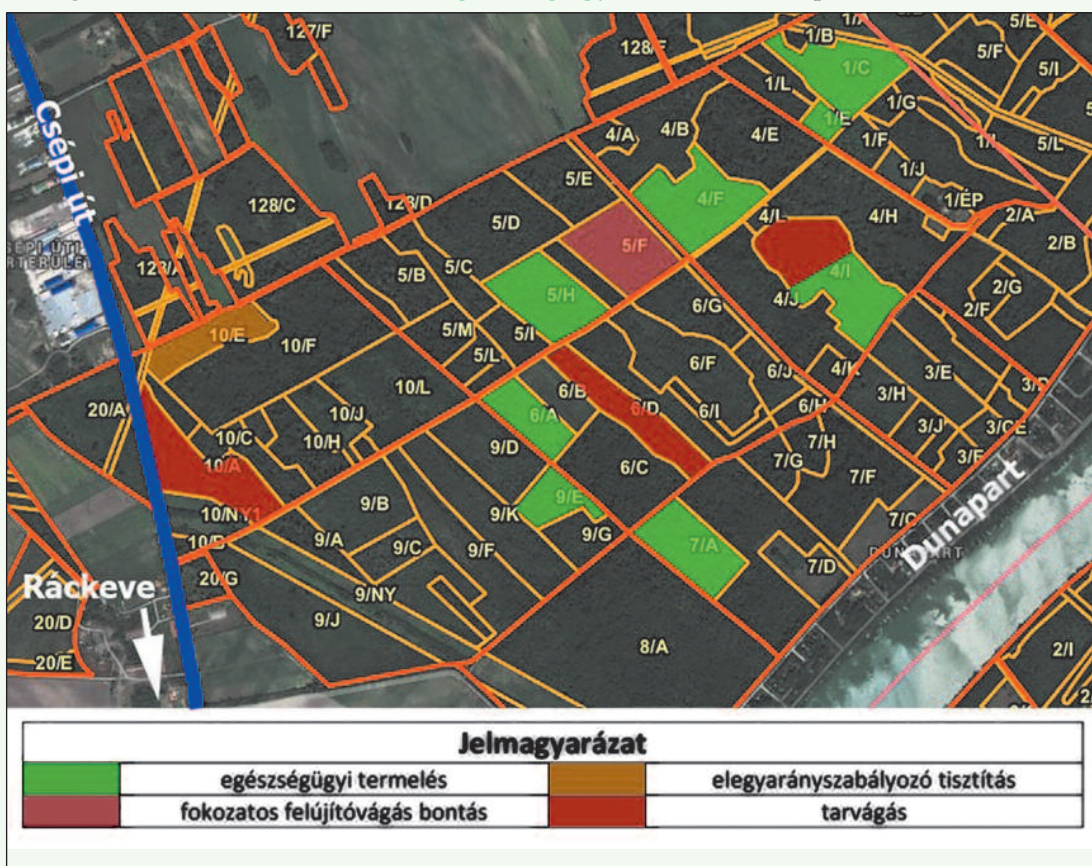 127/F
128/F
1/B
5/F
5/I
1/C
1/L
1/G
1/E
1/F
5/L
1/J
1/ÉP
2/A
2/B
4/A
4/B
4/E
5/E
4/F
4/L
4/H
128/C
128/D
5/D
5/F
Csépi út
5/B
5/C
5/H
4/I
4/J
2/G
2/F
10/E
10/F
5/M
5/I
5/L
6/G
6/F
6/J
4/K
3/E
3/H
10/L
6/B
6/D
6/I
6/H
3/J
3/CE
20/A
10/C
10/J
10/H
6/A
9/D
10/A
6/C
7/H
7/G
7/F
10/NY1
9/B
9/K
9/E
9/G
7/A
7/D
Dunapart
9/A
9/C
9/F
20/G
9/NY
9/J
Ráckeve
20/D
20/E
8/A
2/I
Jelmagyarázat
egészségügyi termelés
elegyarányszabályozó tisztítás
fokozatos felújítóvágás bontás
tarvágás